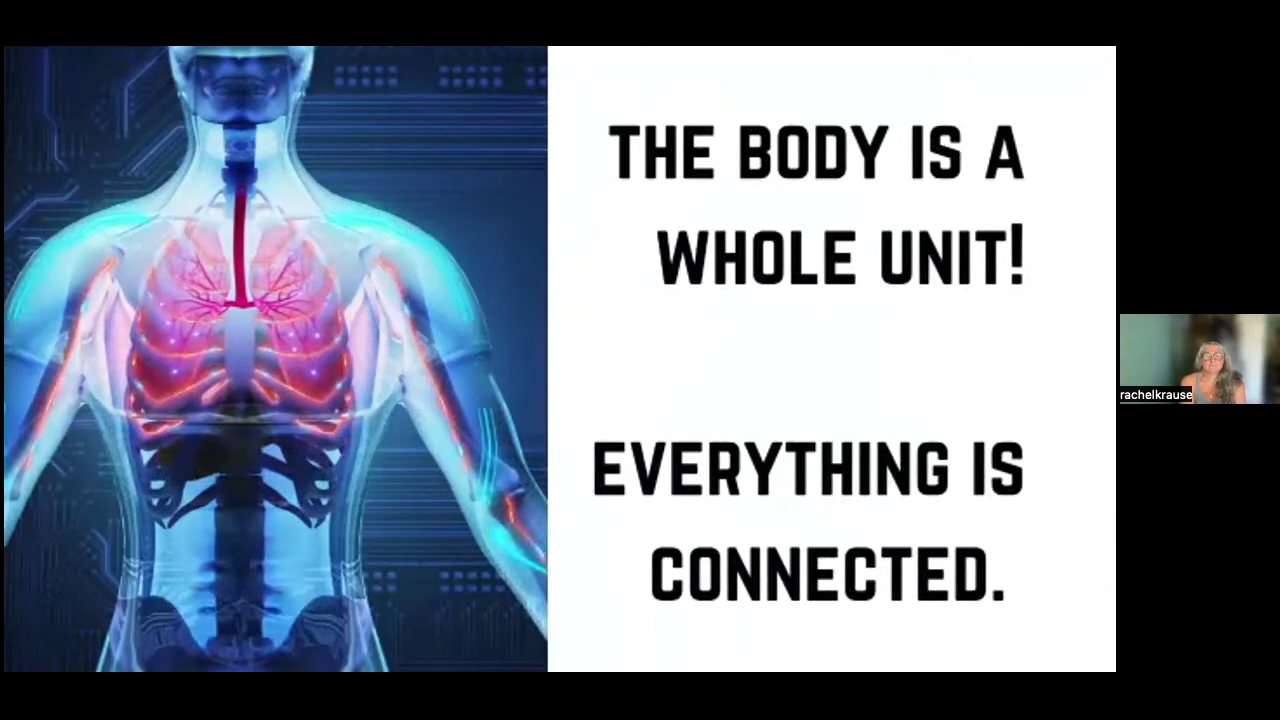 THE BODY IS A
WHOLE UNIT!
EVERYTHING IS
CONNECTED.
rachelkrause